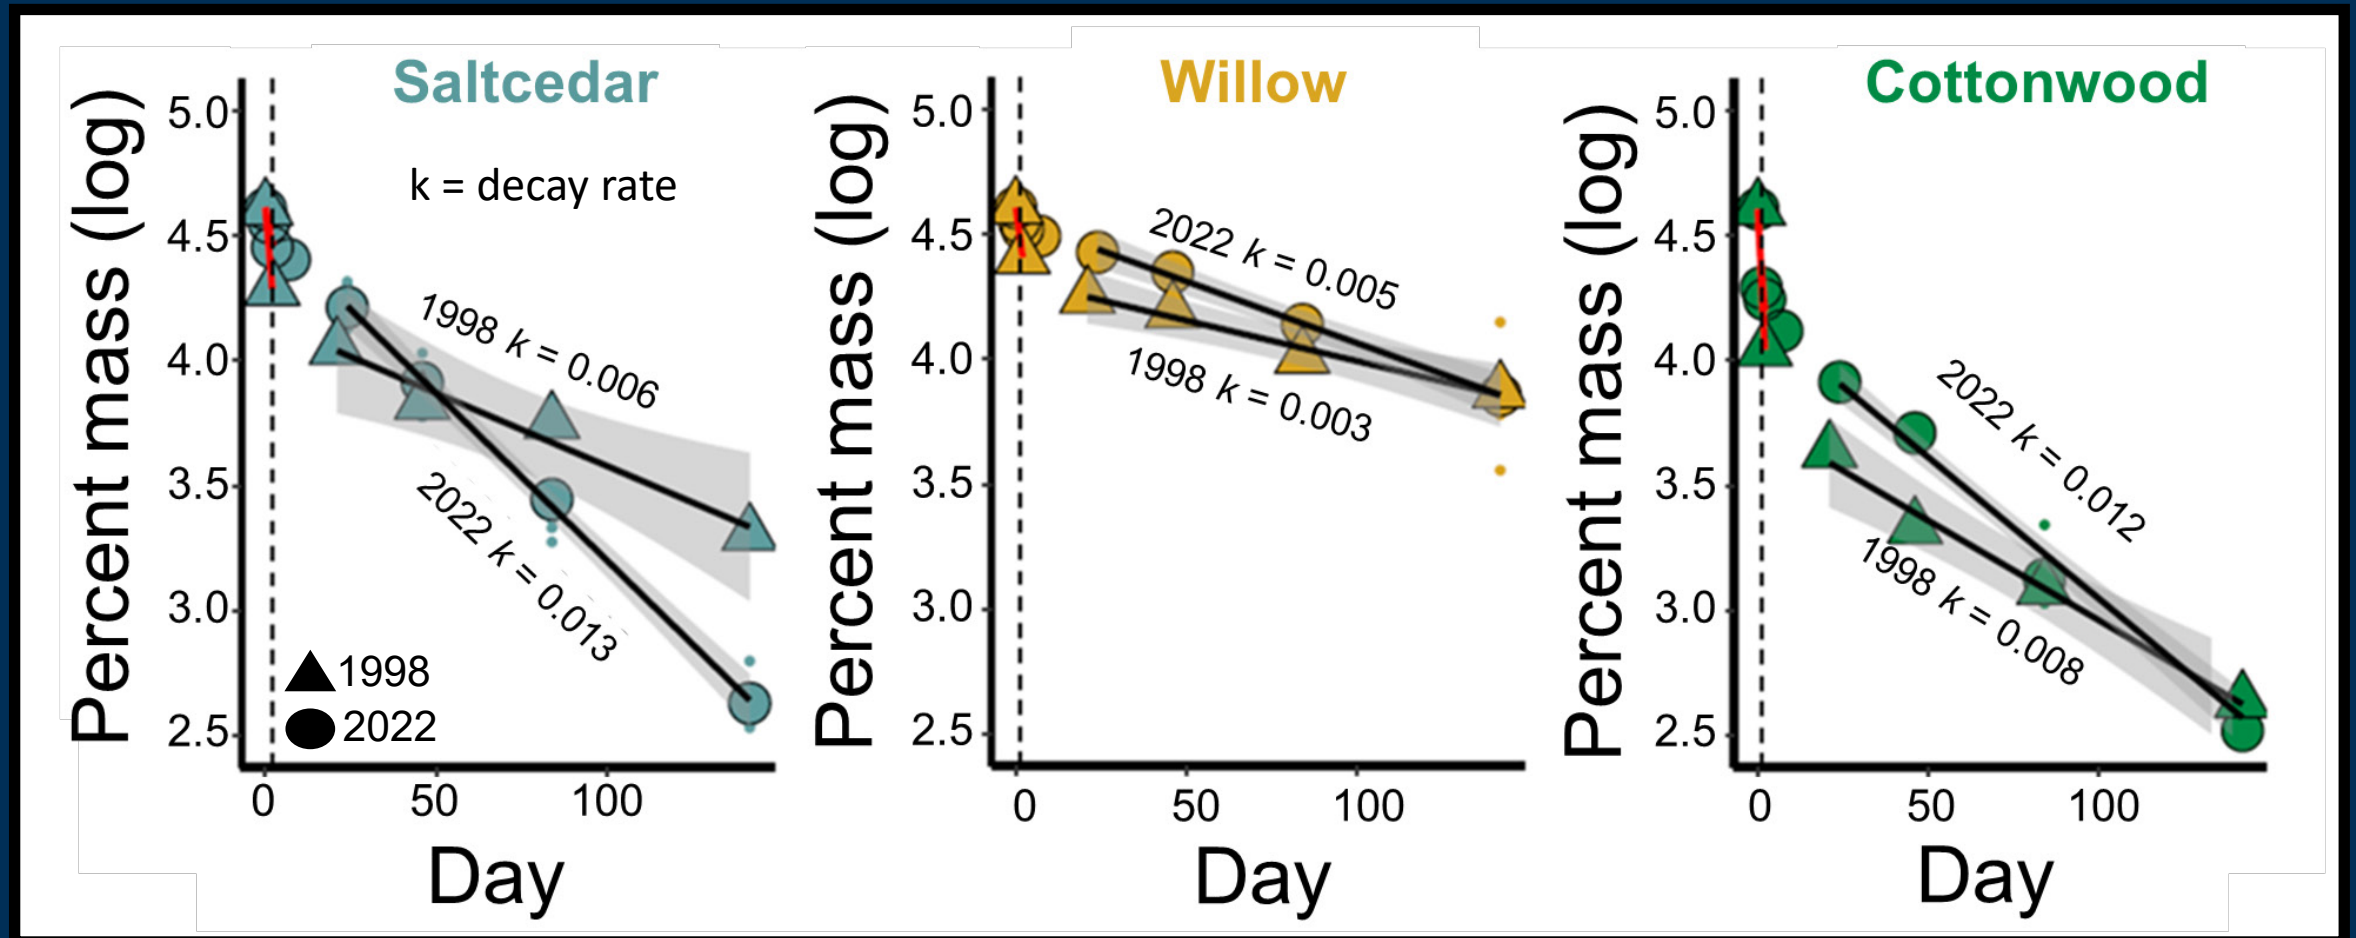 Saltcedar
Percent mass (log)
5.0
4.5
4.0
3.5
3.0
2.5
k = decay rate
1998 k = 0.006
2022 k = 0.013
1998
2022
0
50
100
Day
Willow
Percent mass (log)
5.0
4.5
4.0
3.5
3.0
2.5
2022 k = 0.005
1998 k = 0.003
0
50
100
Day
Cottonwood
Percent mass (log)
5.0
4.5
4.0
3.5
3.0
2.5
2022 k = 0.012
1998 k = 0.008
0
50
100
Day